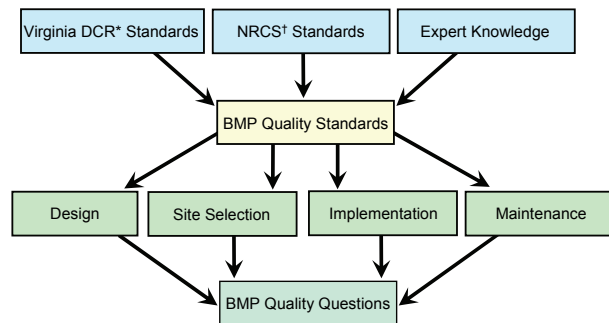 Virginia DCR* Standards
NRCS† Standards
Expert Knowledge
BMP Quality Standards
Design
Site Selection
Implementation
Maintenance
BMP Quality Questions